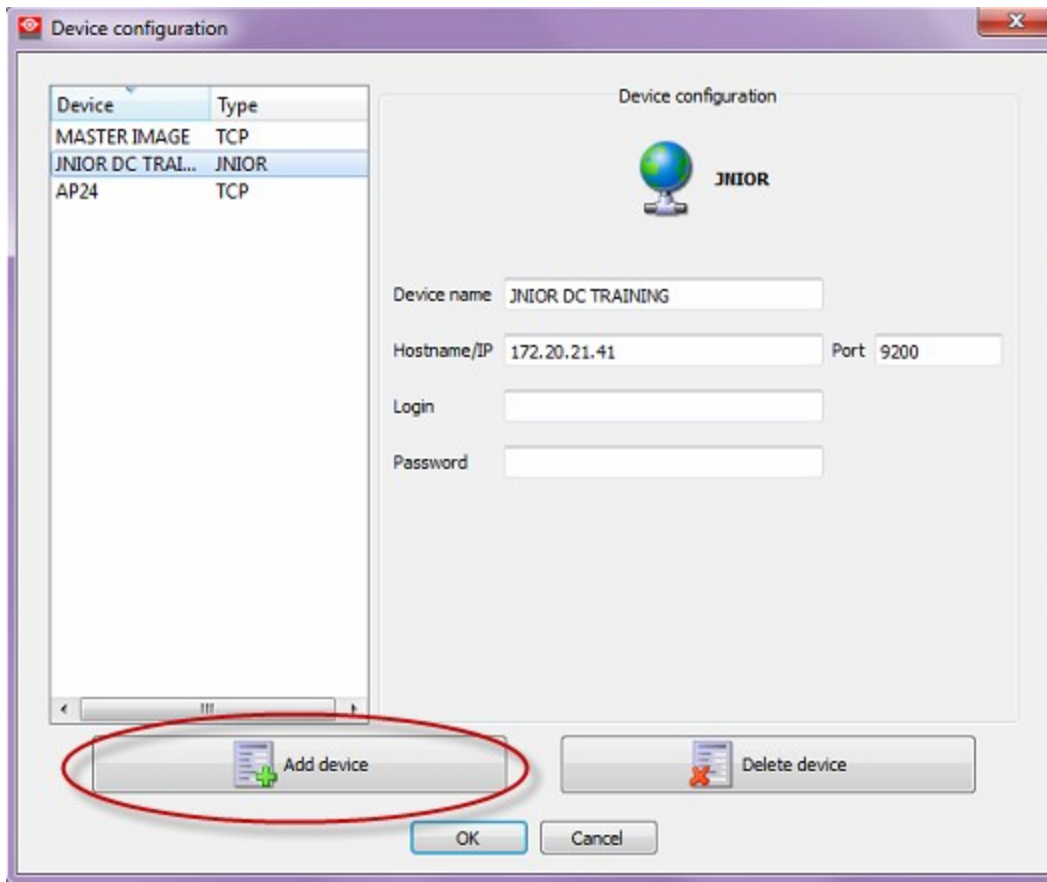 Device configuration
Device Type
MASTER IMAGE TCP
JNIOR DC TRAI... JNIOR
AP24 TCP
Device configuration
JNIOR
Device name JNIOR DC TRAINING
Hostname/IP 172.20.21.41 Port 9200
Login
Password
Add device
Delete device
OK
Cancel